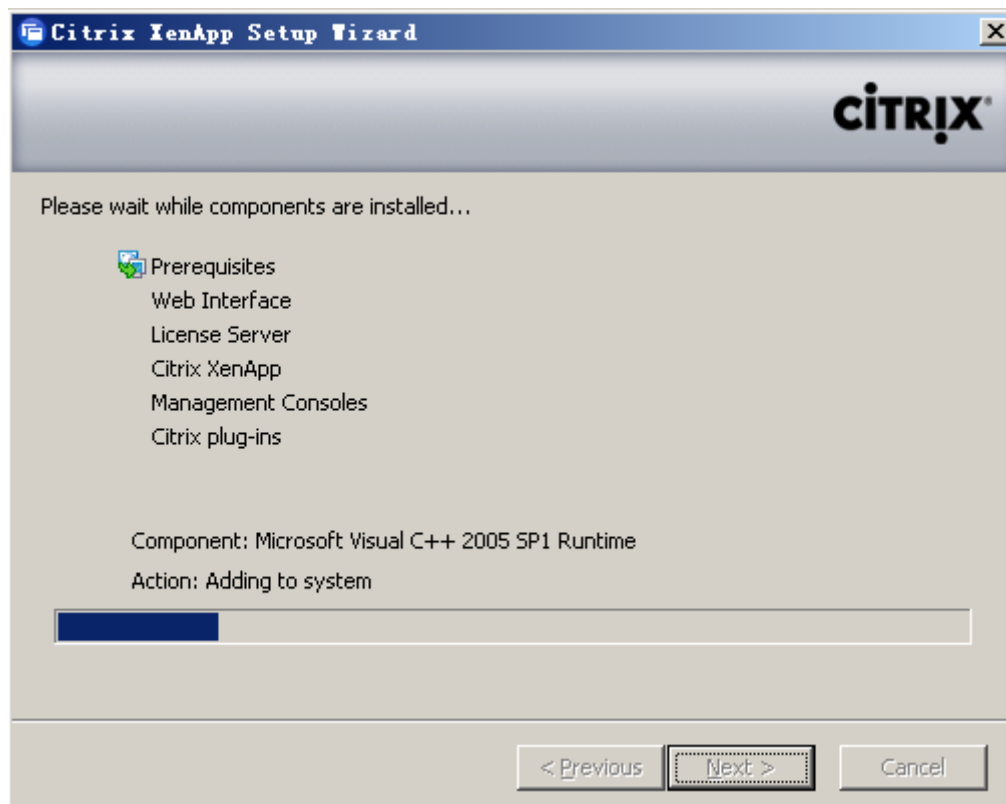 Citrix XenApp Setup Wizard
CITRIX
Please wait while components are installed...
Prerequisites
Web Interface
License Server
Citrix XenApp
Management Consoles
Citrix plug-ins
Component: Microsoft Visual C++ 2005 SP1 Runtime
Action: Adding to system
< Previous Next > Cancel